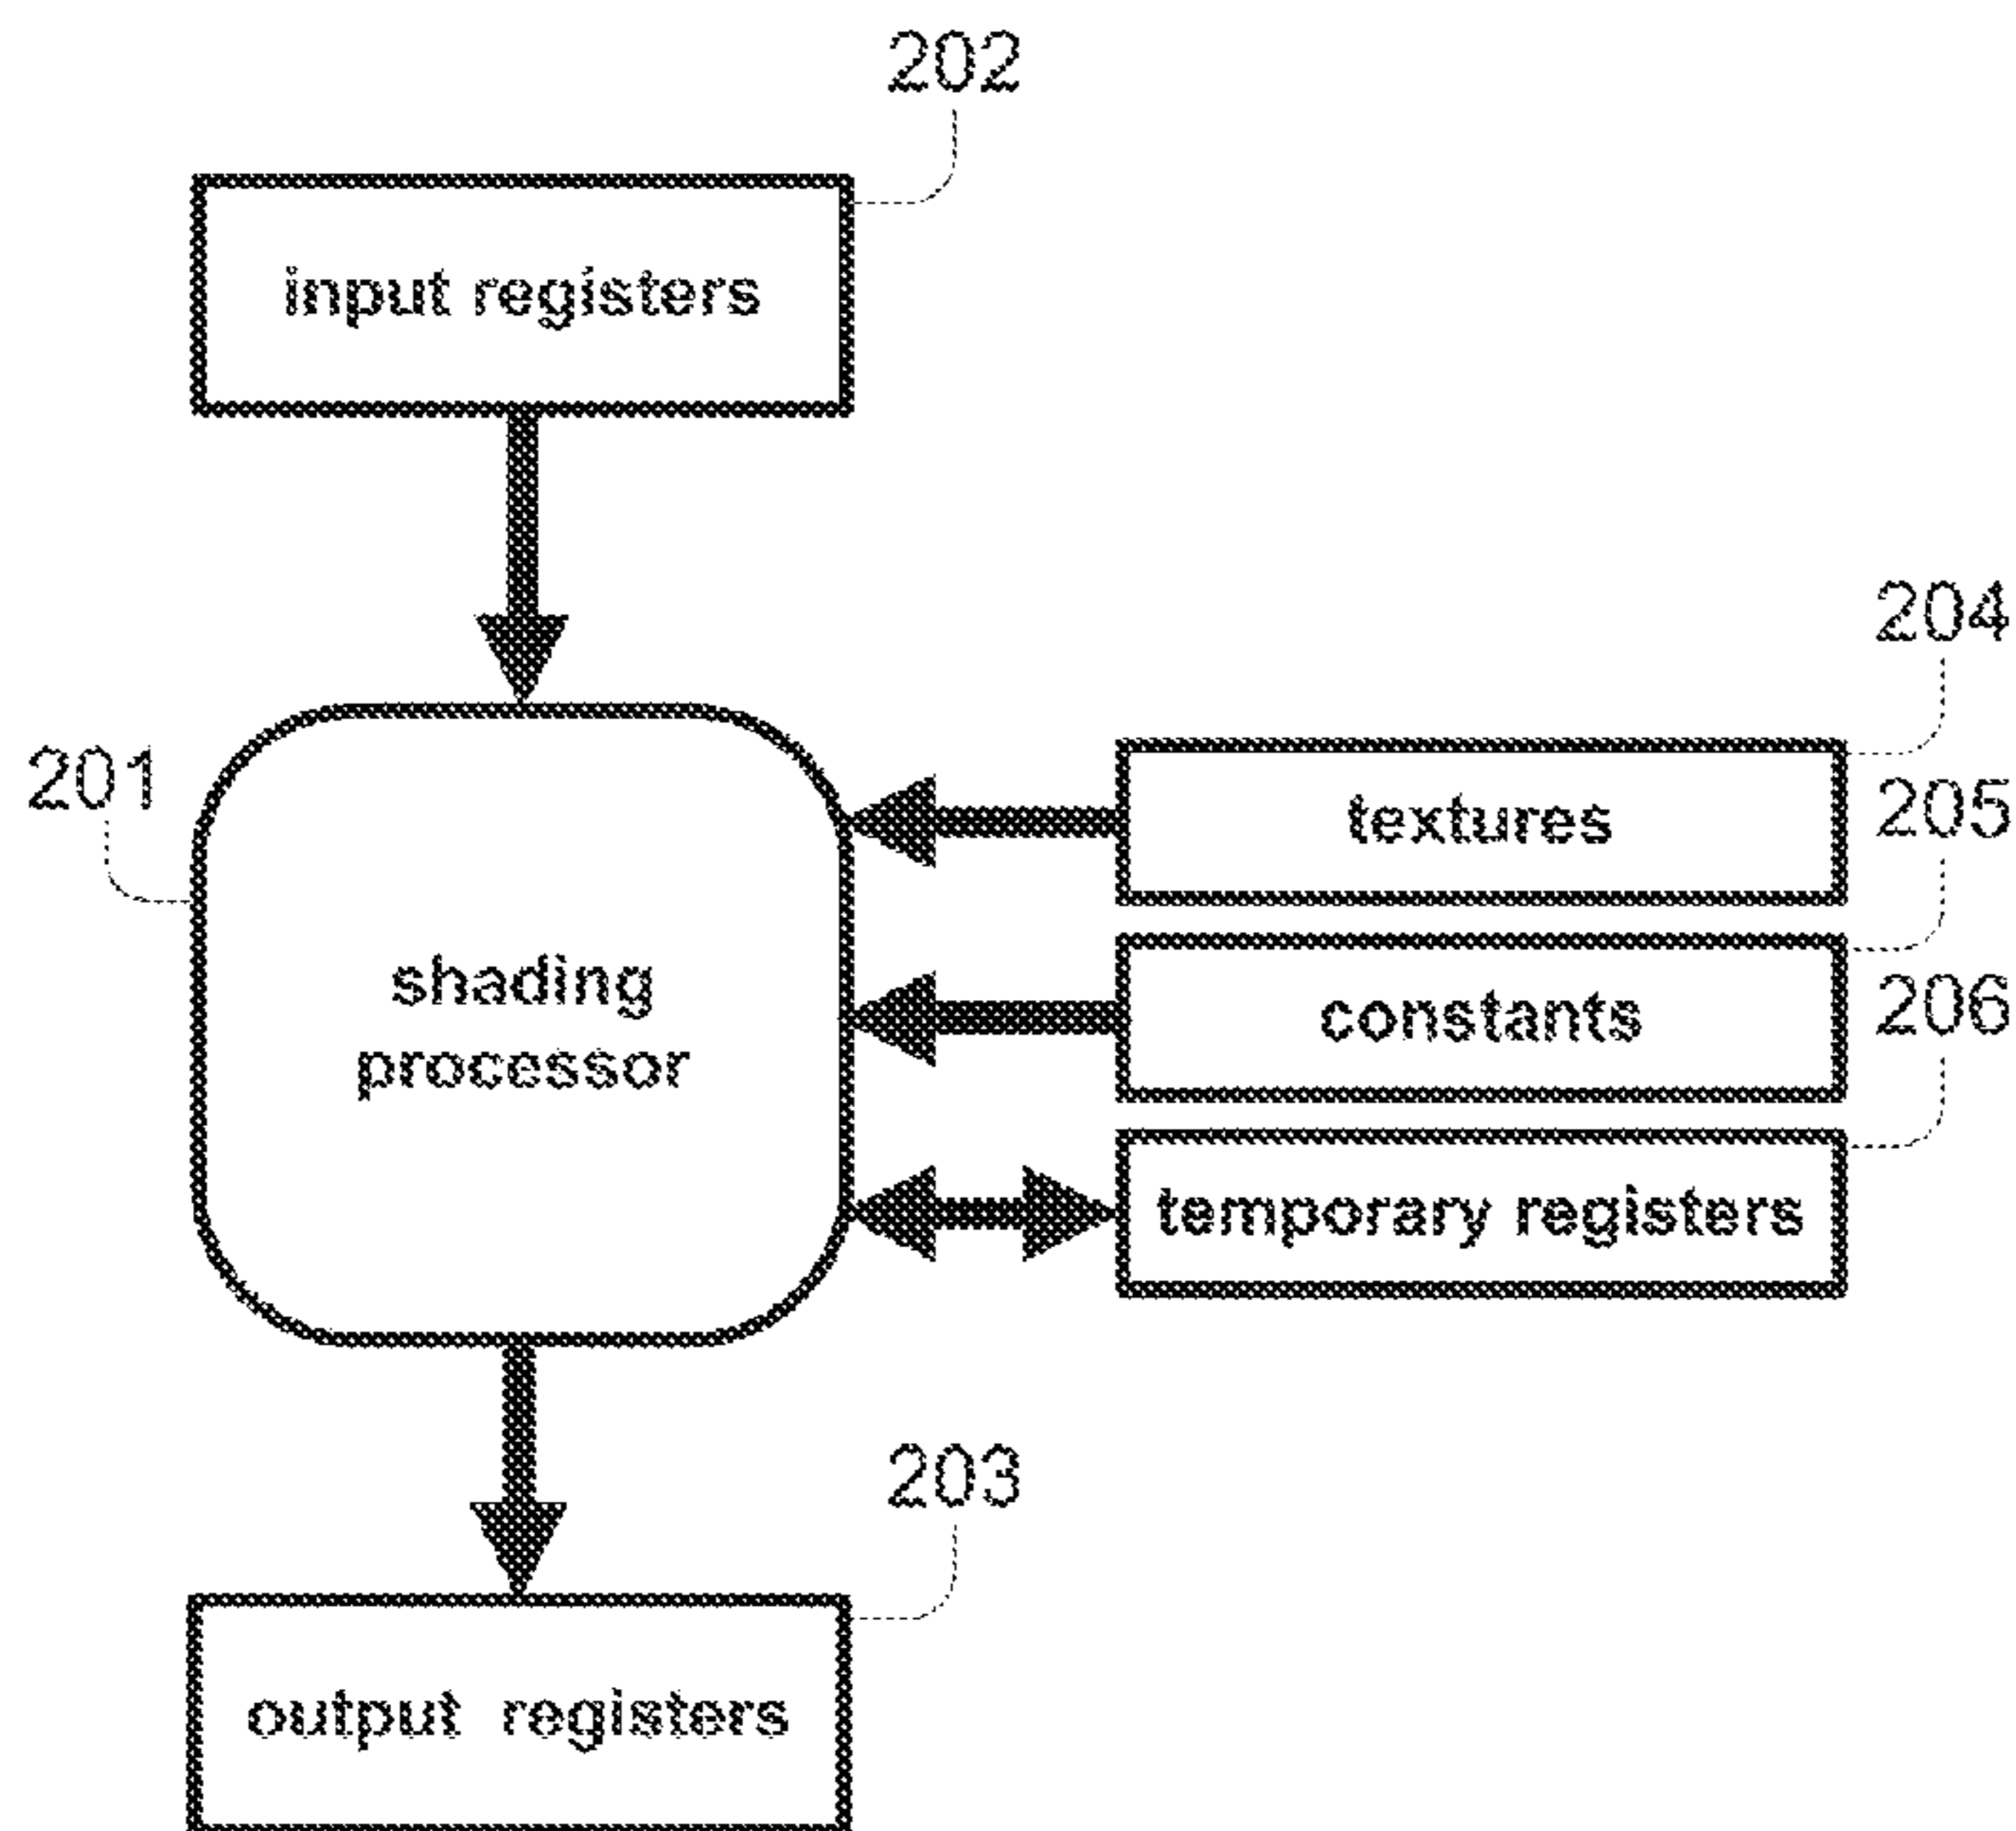 202
input registers
204
201
textures
205
shading
processor
constants
206
temporary registers
203
output registers